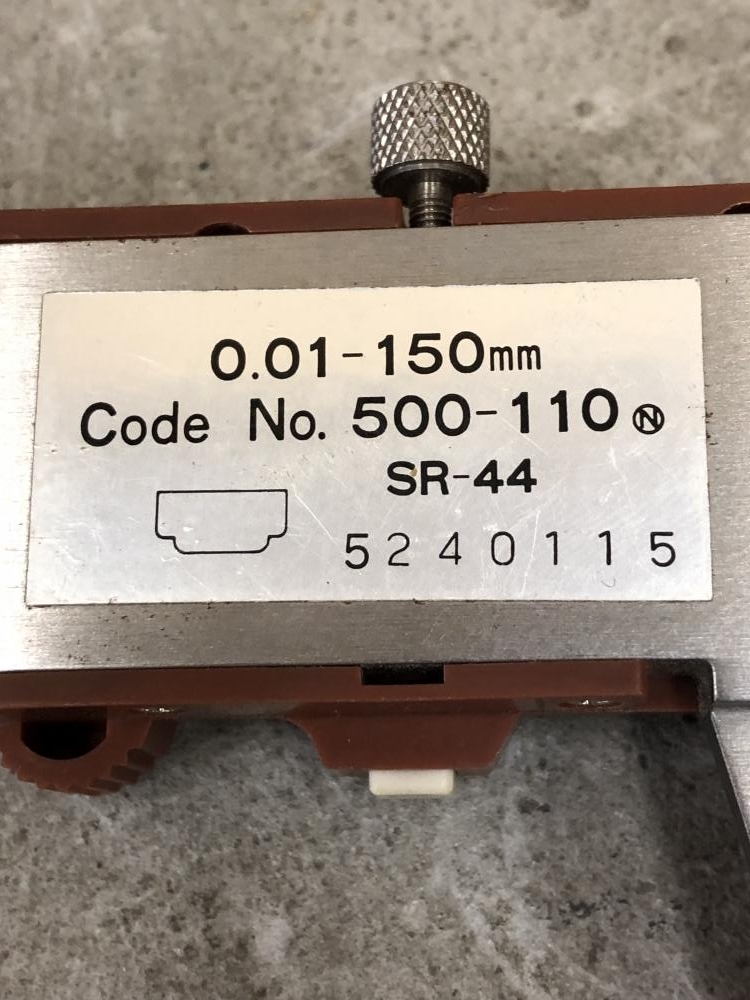 0.01-150mm
Code No. 500-110 Ⓝ
SR-44
5240115